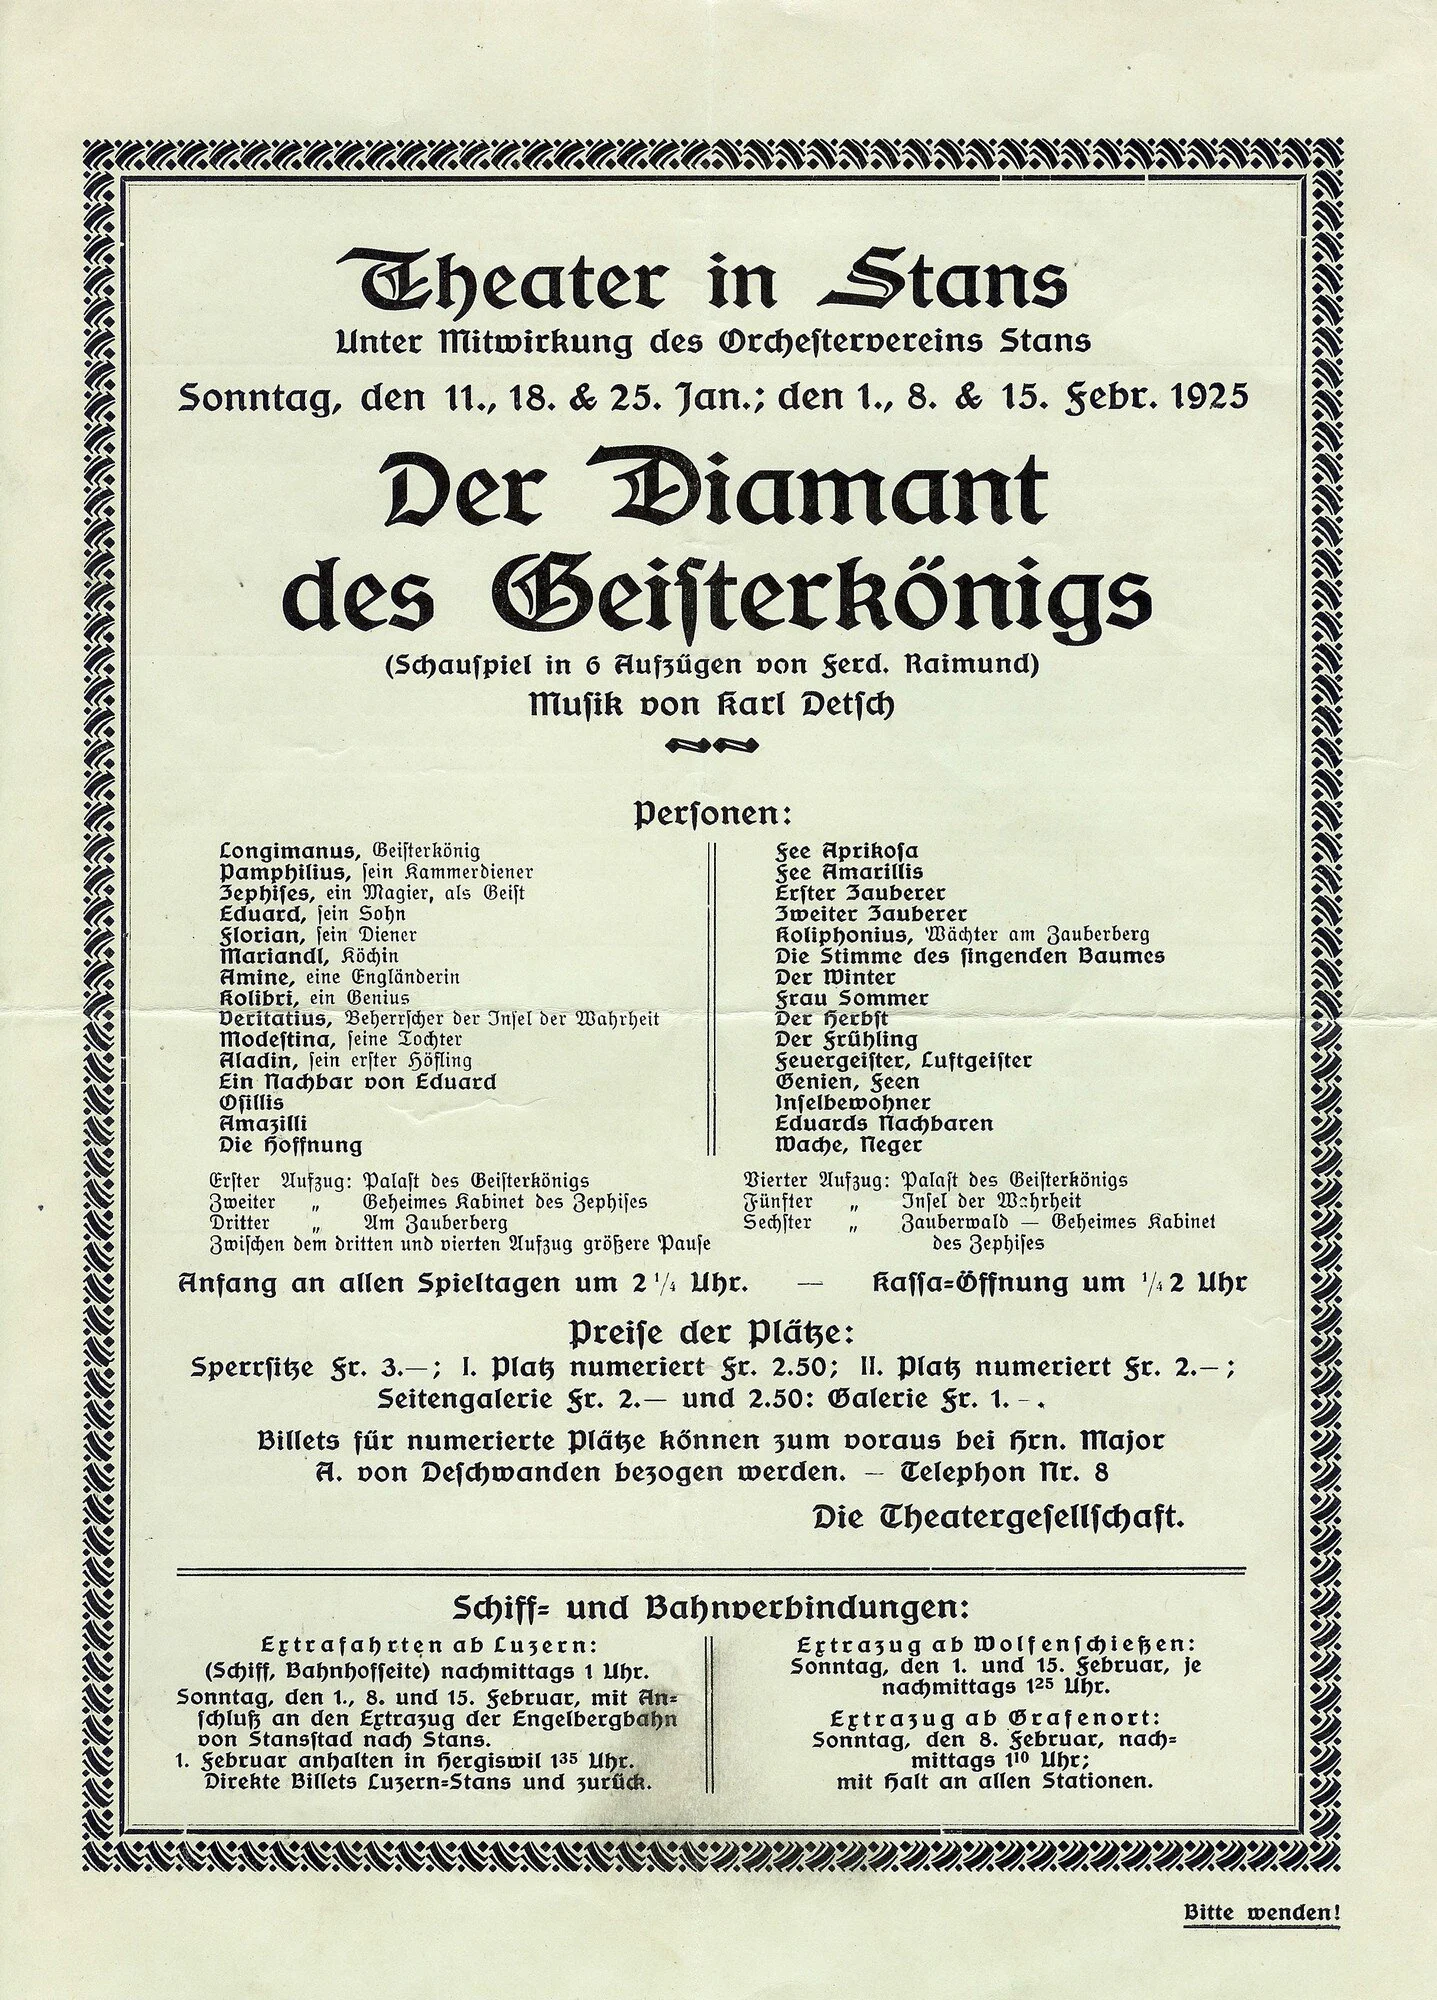 Theater in Stans
Unter Mitwirkung des Orcheſtervereins Stans
Sonntag, den 11., 18. & 25. Jan.; den 1., 8. & 15. Febr. 1925
Der Diamant
des Geiſterkönigs
(Schauſpiel in 6 Aufzügen von Ferd. Raimund)
Muſik von Karl Detſch
Perſonen:
Longimanus, Geiſterkönig
Pamphilius, ſein Kammerdiener
Zephiſes, ein Magier, als Geiſt
Eduard, ſein Sohn
Florian, ſein Diener
Mariandl, Köchin
Amine, eine Engländerin
Kolibri, ein Genius
Veritatius, Beherrſcher der Inſel der Wahrheit
Modeſtina, ſeine Tochter
Aladin, ſein erſter Höfling
Ein Nachbar von Eduard
Oſillis
Amazilli
Die Hoffnung
Fee Aprikoſa
Fee Amarillis
Erſter Zauberer
Zweiter Zauberer
Koliphonius, Wächter am Zauberberg
Die Stimme des ſingenden Baumes
Der Winter
Frau Sommer
Der Herbſt
Der Frühling
Feuergeiſter, Luftgeiſter
Genien, Feen
Inſelbewohner
Eduards Nachbaren
Wache, Neger
Erſter Aufzug: Palaſt des Geiſterkönigs
Zweiter „ Geheimes Kabinet des Zephiſes
Dritter „ Am Zauberberg
Zwiſchen dem dritten und vierten Aufzug größere Pauſe
Vierter Aufzug: Palaſt des Geiſterkönigs
Fünfter „ Inſel der Wahrheit
Sechſter „ Zauberwald — Geheimes Kabinet
des Zephiſes
Anfang an allen Spieltagen um 2 1/4 Uhr. — Kaſſa=Öffnung um 1/4 2 Uhr
Preiſe der Plätze:
Sperrſitze Fr. 3.—; I. Platz numeriert Fr. 2.50; II. Platz numeriert Fr. 2.—;
Seitengalerie Fr. 2.— und 2.50: Galerie Fr. 1. – .
Billets für numerierte Plätze können zum voraus bei Hrn. Major
A. von Deſchwanden bezogen werden. — Telephon Nr. 8
Die Theatergeſellſchaft.
Schiff= und Bahnverbindungen:
Extrafahrten ab Luzern:
(Schiff, Bahnhofſeite) nachmittags 1 Uhr.
Sonntag, den 1., 8. und 15. Februar, mit An=
ſchluß an den Extrazug der Engelbergbahn
von Stansſtad nach Stans.
1. Februar anhalten in Hergiswil 1³⁵ Uhr.
Direkte Billets Luzern=Stans und zurück.
Extrazug ab Wolfenſchießen:
Sonntag, den 1. und 15. Februar, je
nachmittags 1²⁵ Uhr.
Extrazug ab Grafenort:
Sonntag, den 8. Februar, nach=
mittags 1¹⁰ Uhr;
mit Halt an allen Stationen.
Bitte wenden!